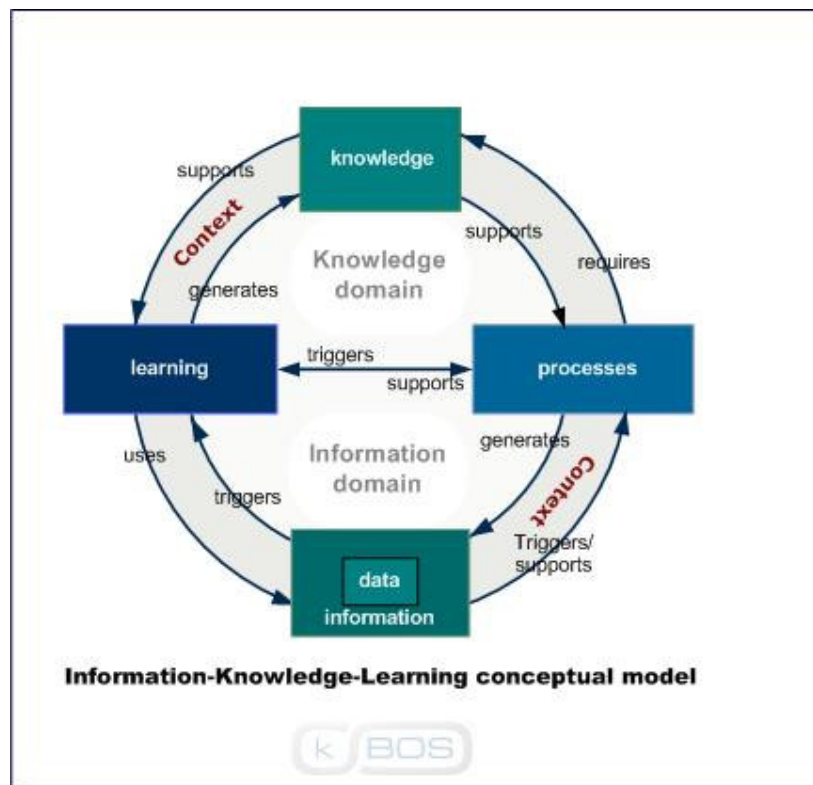 knowledge
supports
Context
generates
supports
requires
Knowledge
domain
learning
triggers
supports
processes
Information
domain
uses
triggers
generates
Context
Triggers/
supports
data
information
Information-Knowledge-Learning conceptual model
k BOS